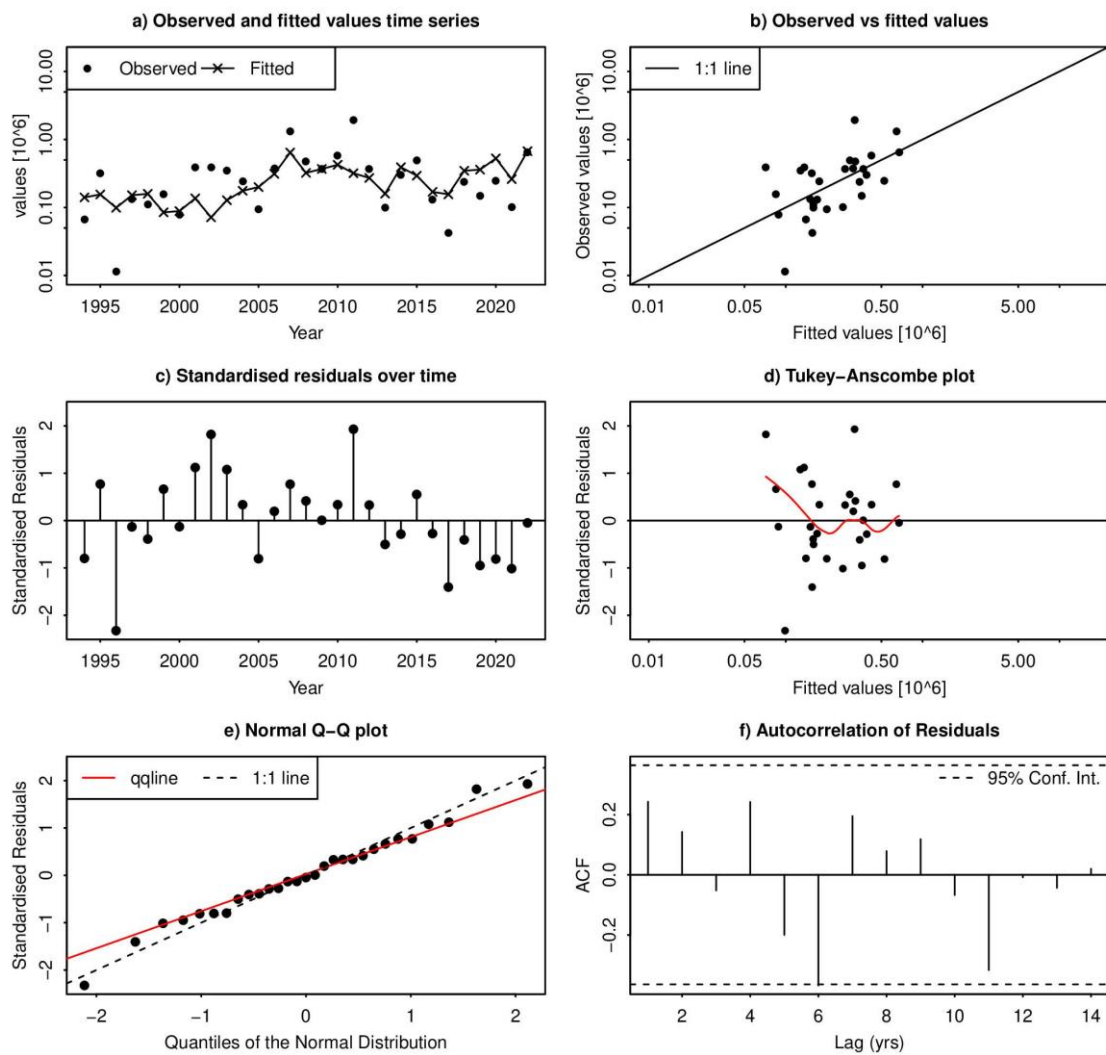 a) Observed and fitted values time series
values [10^6]
10.00
1.00
0.10
0.01
Observed Fitted
1995 2000 2005 2010 2015 2020
Year
b) Observed vs fitted values
Observed values [10^6]
10.00
1.00
0.10
0.01
1:1 line
0.01 0.05 0.50 5.00
Fitted values [10^6]
c) Standardised residuals over time
Standardised Residuals
2
1
0
−1
−2
1995 2000 2005 2010 2015 2020
Year
d) Tukey−Anscombe plot
Standardised Residuals
2
1
0
−1
−2
0.01 0.05 0.50 5.00
Fitted values [10^6]
e) Normal Q−Q plot
Standardised Residuals
2
1
0
−1
−2
qqline 1:1 line
−2 −1 0 1 2
Quantiles of the Normal Distribution
f) Autocorrelation of Residuals
ACF
0.2
0.0
−0.2
95% Conf. Int.
2 4 6 8 10 12 14
Lag (yrs)